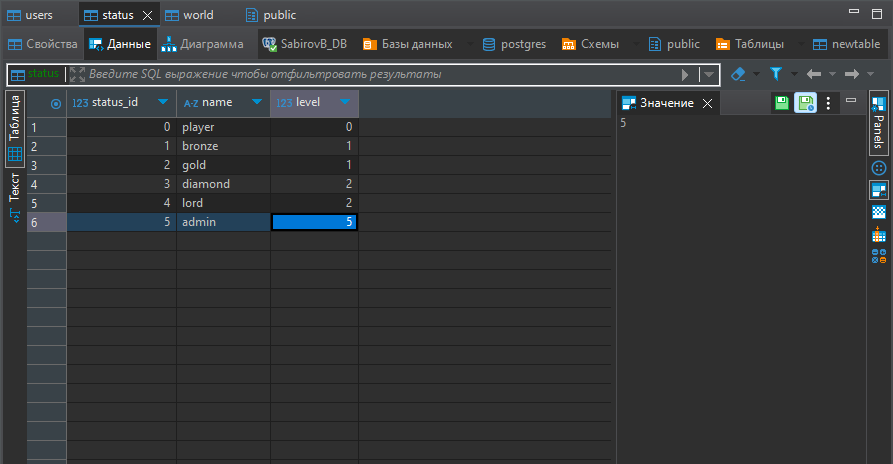 users status world public
Свойства Данные Диаграмма SabirovB_DB Базы данных postgres Схемы public Таблицы newtable
status Введите SQL выражение чтобы отфильтровать результаты
Таблица
Текст
123 status_id A-Z name 123 level
1 0 player 0
2 1 bronze 1
3 2 gold 1
4 3 diamond 2
5 4 lord 2
6 5 admin 5
Значение
5
Panels